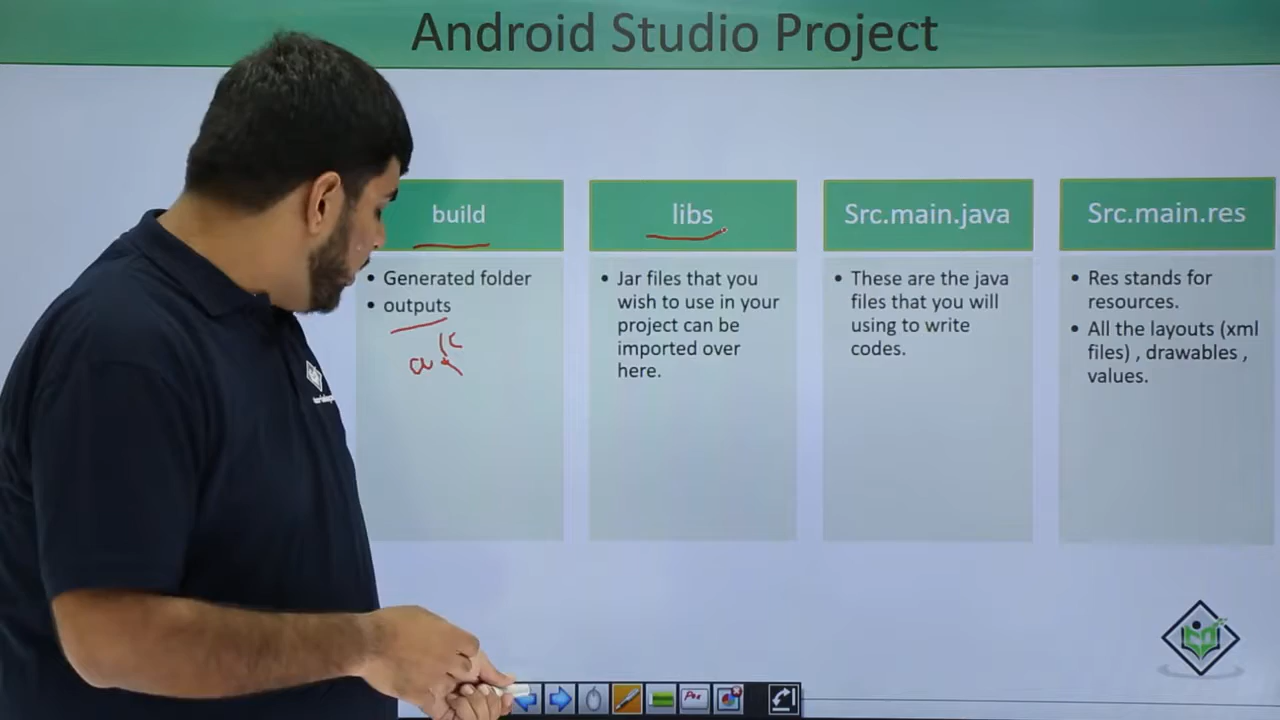 Android Studio Project
build
• Generated folder
• outputs
libs
• Jar files that you
wish to use in your
project can be
imported over
here.
Src.main.java
• These are the java
files that you will
using to write
codes.
Src.main.res
• Res stands for
resources.
• All the layouts (xml
files) , drawables ,
values.